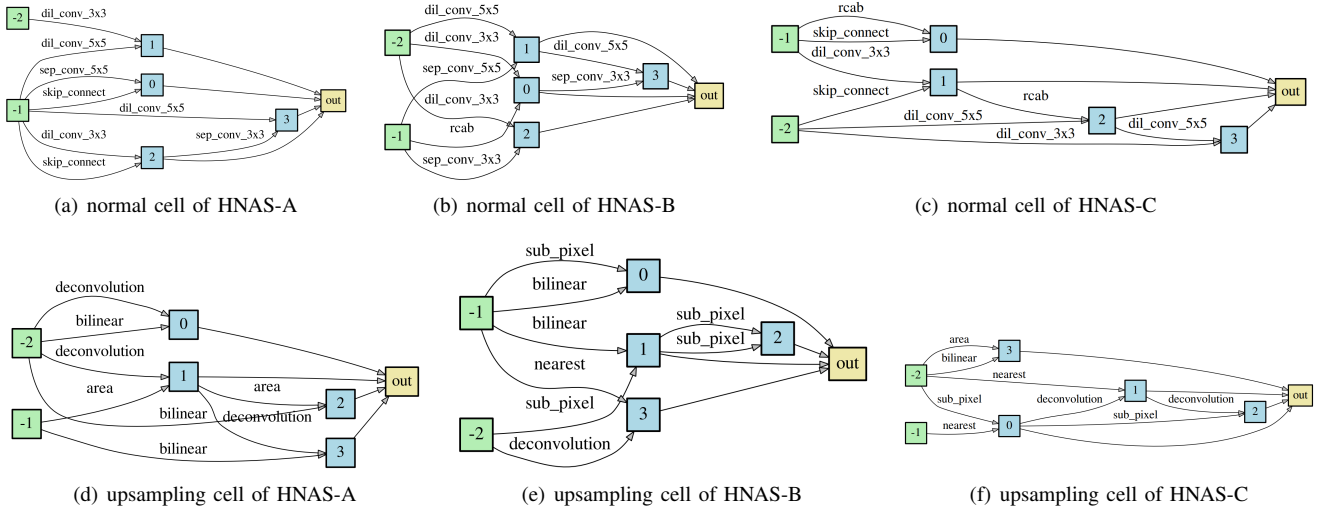 -2
dil_conv_3x3
dil_conv_5x5
1
sep_conv_5x5
0
skip_connect
-1
dil_conv_5x5
out
3
dil_conv_3x3
sep_conv_3x3
2
skip_connect
(a) normal cell of HNAS-A
dil_conv_5x5
-2
dil_conv_3x3
1
dil_conv_5x5
sep_conv_5x5
sep_conv_3x3
3
0
out
dil_conv_3x3
rcab
-1
2
sep_conv_3x3
(b) normal cell of HNAS-B
rcab
skip_connect
-1
0
dil_conv_3x3
1
skip_connect
rcab
out
-2
dil_conv_5x5
2
dil_conv_5x5
dil_conv_3x3
3
(c) normal cell of HNAS-C
deconvolution
bilinear
0
-2
deconvolution
1
area
area
out
-1
bilinear
deconvolution
2
bilinear
3
(d) upsampling cell of HNAS-A
sub_pixel
0
bilinear
-1
bilinear
sub_pixel
sub_pixel
2
1
nearest
out
sub_pixel
3
-2
deconvolution
(e) upsampling cell of HNAS-B
area
3
bilinear
-2
nearest
1
out
sub_pixel
deconvolution
deconvolution
2
sub_pixel
-1
nearest
0
(f) upsampling cell of HNAS-C